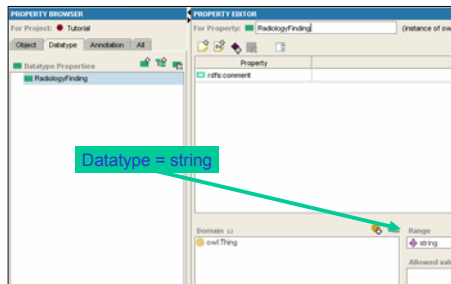 PROPERTY BROWSER
For Project: Tutorial
Object Datatype Annotation All
Datatype Properties
RadiologyFinding
PROPERTY EDITOR
For Property: RadiologyFinding (instance of ow
Property
rdfs:comment
Datatype = string
Domain
owl:Thing
Range
string
Allowed val